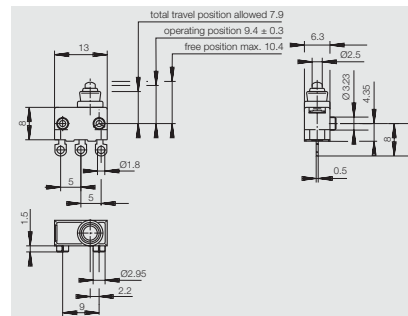 total travel position allowed 7.9
operating position 9.4 ± 0.3
free position max. 10.4
13
8
Ø1.8
5
5
6.3
Ø2.5
Ø 3.23
4.35
8
0.5
1.5
Ø2.95
2.2
9